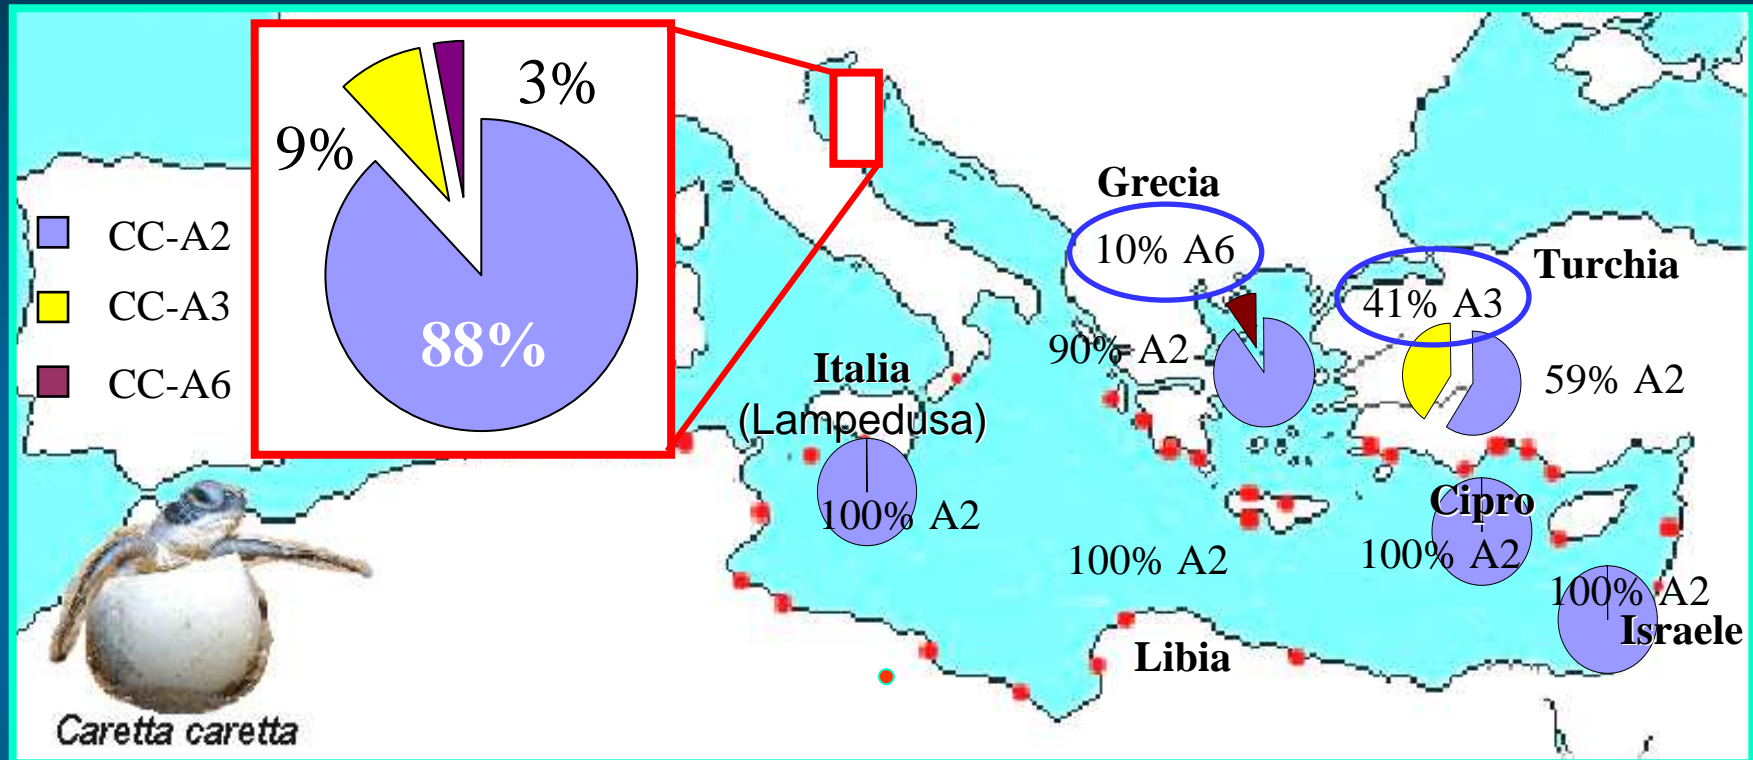 3%
9%
88%
CC-A2
CC-A3
CC-A6
Grecia
10% A6
90% A2
Turchia
41% A3
59% A2
Italia
(Lampedusa)
100% A2
100% A2
Libia
Cipro
100% A2
100% A2
Israele
Caretta caretta